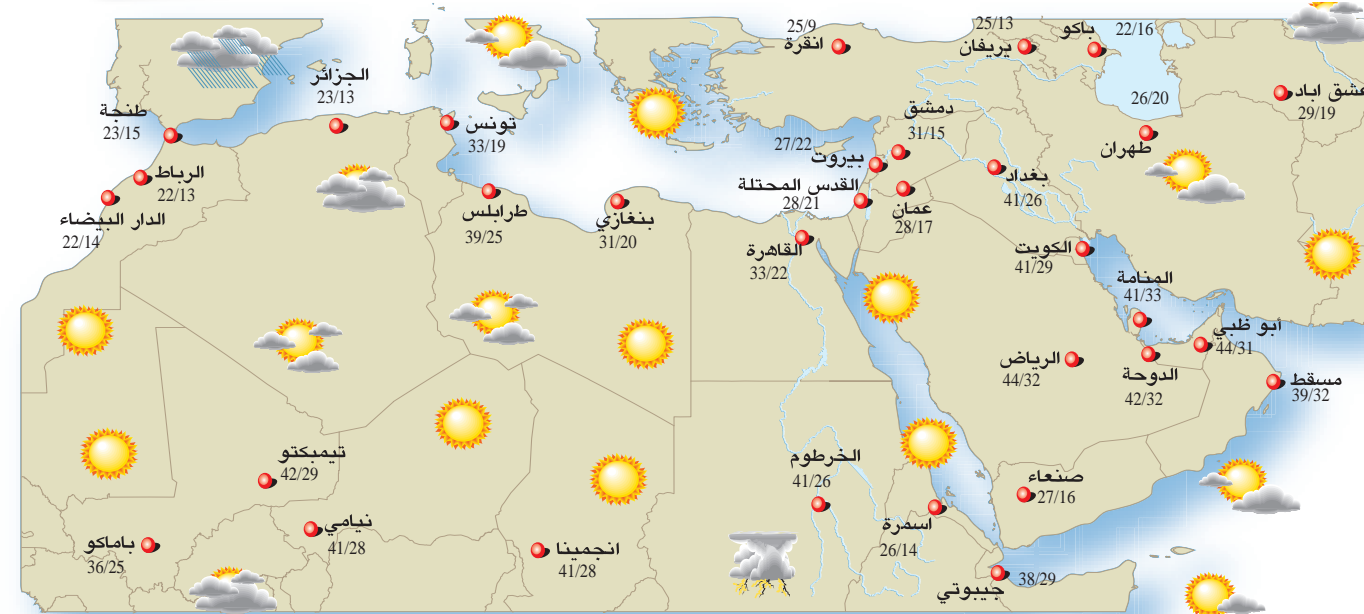 25/9
انقرة
25/13
يريفان
باكو
22/16
عشق اباد
29/19
26/20
طهران
الجزائر
23/13
طنجة
23/15
تونس
33/19
دمشق
31/15
27/22
بيروت
بغداد
41/26
الرباط
22/13
القدس المحتلة
28/21
عمان
28/17
الدار البيضاء
22/14
طرابلس
39/25
بنغازي
31/20
القاهرة
33/22
الكويت
41/29
المنامة
41/33
أبو ظبي
44/31
الرياض
44/32
الدوحة
42/32
مسقط
39/32
تيمبكتو
42/29
الخرطوم
41/26
صنعاء
27/16
نيامي
41/28
اسمرة
26/14
باماكو
36/25
انجمينا
41/28
38/29
جيبوتي